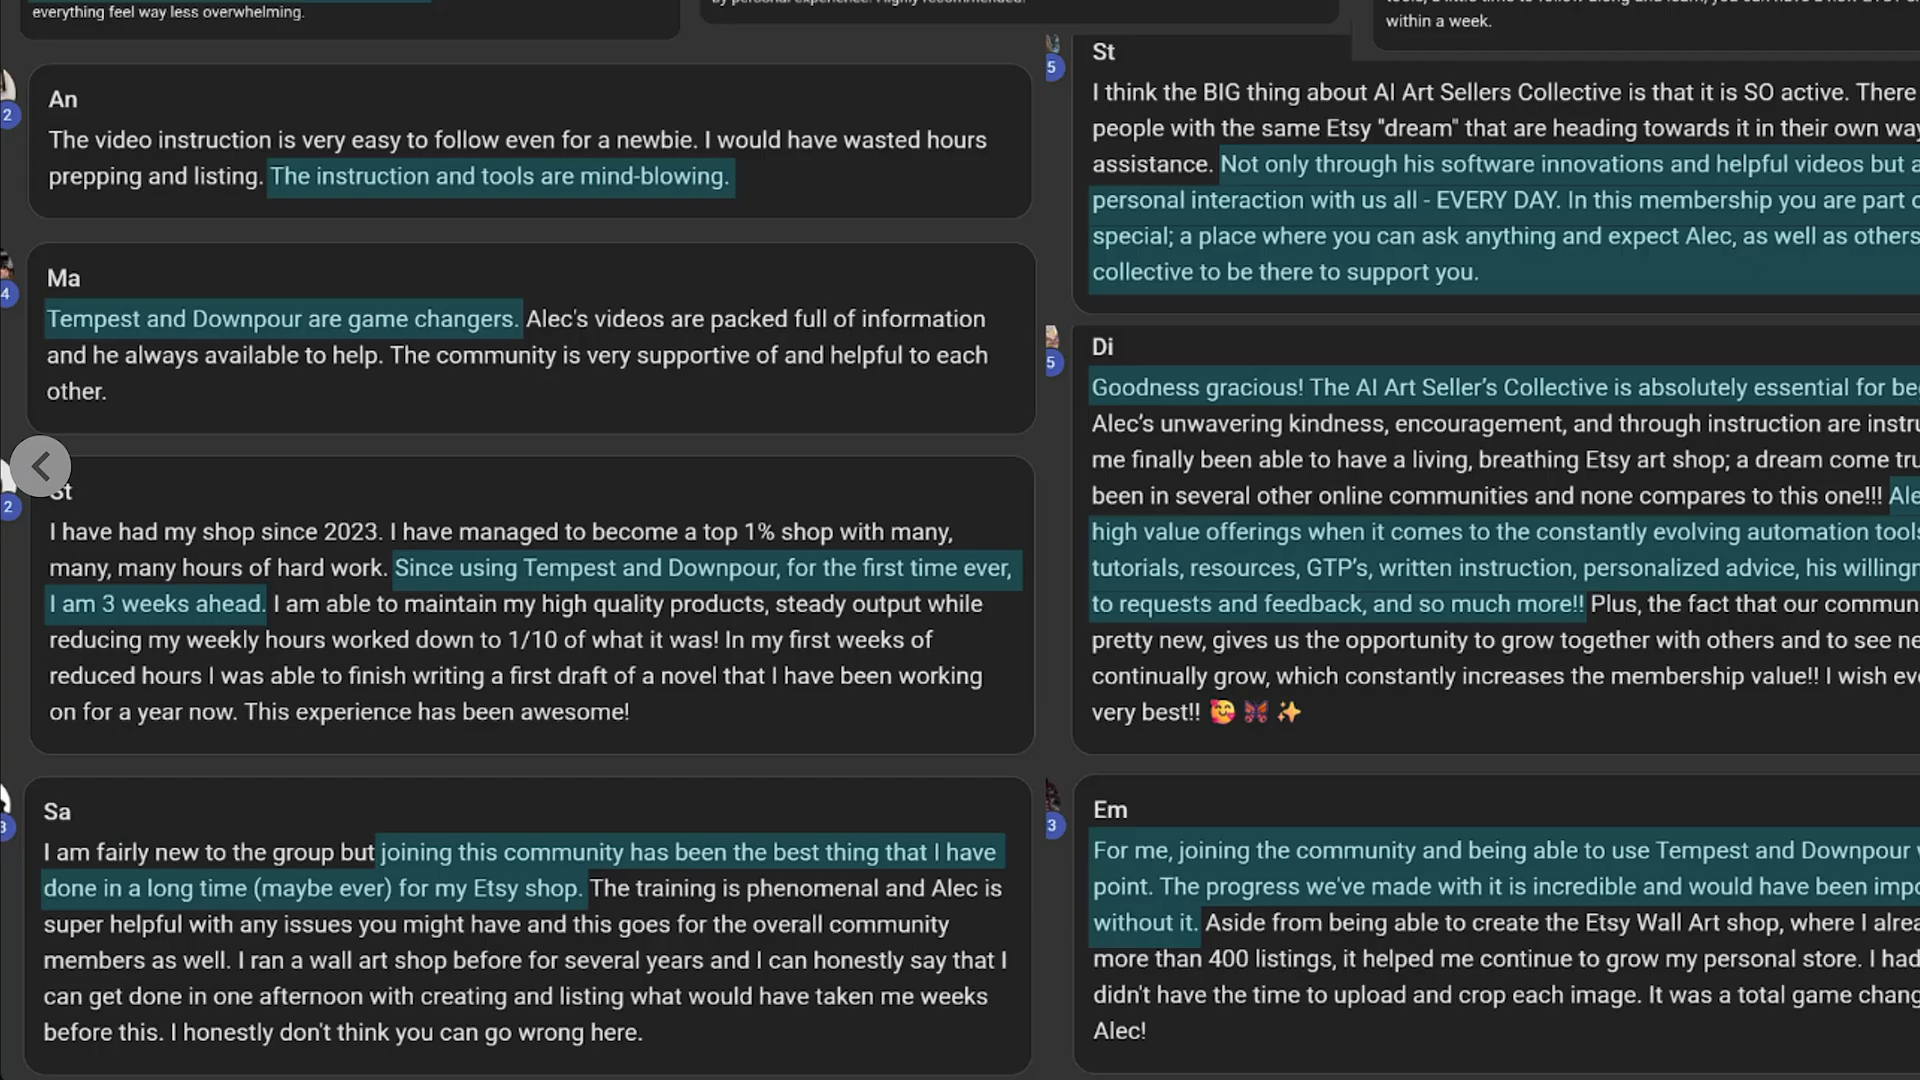 everything feel way less overwhelming.
within a week.
2
An
The video instruction is very easy to follow even for a newbie. I would have wasted hours
prepping and listing. The instruction and tools are mind-blowing.
4
Ma
Tempest and Downpour are game changers. Alec's videos are packed full of information
and he always available to help. The community is very supportive of and helpful to each
other.
2
St
I have had my shop since 2023. I have managed to become a top 1% shop with many,
many, many hours of hard work. Since using Tempest and Downpour, for the first time ever,
I am 3 weeks ahead. I am able to maintain my high quality products, steady output while
reducing my weekly hours worked down to 1/10 of what it was! In my first weeks of
reduced hours I was able to finish writing a first draft of a novel that I have been working
on for a year now. This experience has been awesome!
3
Sa
I am fairly new to the group but joining this community has been the best thing that I have
done in a long time (maybe ever) for my Etsy shop. The training is phenomenal and Alec is
super helpful with any issues you might have and this goes for the overall community
members as well. I ran a wall art shop before for several years and I can honestly say that I
can get done in one afternoon with creating and listing what would have taken me weeks
before this. I honestly don't think you can go wrong here.
5
St
I think the BIG thing about AI Art Sellers Collective is that it is SO active. There
people with the same Etsy "dream" that are heading towards it in their own
assistance. Not only through his software innovations and helpful videos but
personal interaction with us all - EVERY DAY. In this membership you are part
special; a place where you can ask anything and expect Alec, as well as others
collective to be there to support you.
5
Di
Goodness gracious! The AI Art Seller’s Collective is absolutely essential for
Alec’s unwavering kindness, encouragement, and through instruction are
me finally been able to have a living, breathing Etsy art shop; a dream come
been in several other online communities and none compares to this one!!!
high value offerings when it comes to the constantly evolving automation tools
tutorials, resources, GTP’s, written instruction, personalized advice, his
to requests and feedback, and so much more!! Plus, the fact that our
pretty new, gives us the opportunity to grow together with others and to see
continually grow, which constantly increases the membership value!! I wish
very best!! 🥰 🦋 ✨
3
Em
For me, joining the community and being able to use Tempest and Downpour
point. The progress we've made with it is incredible and would have been
without it. Aside from being able to create the Etsy Wall Art shop, where I
more than 400 listings, it helped me continue to grow my personal store. I had
didn't have the time to upload and crop each image. It was a total game
Alec!